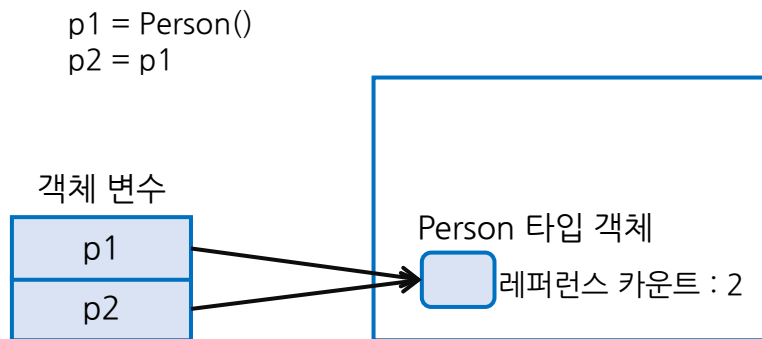 p1 = Person()
p2 = p1
객체 변수
p1
p2
Person 타입 객체
레퍼런스 카운트 : 2